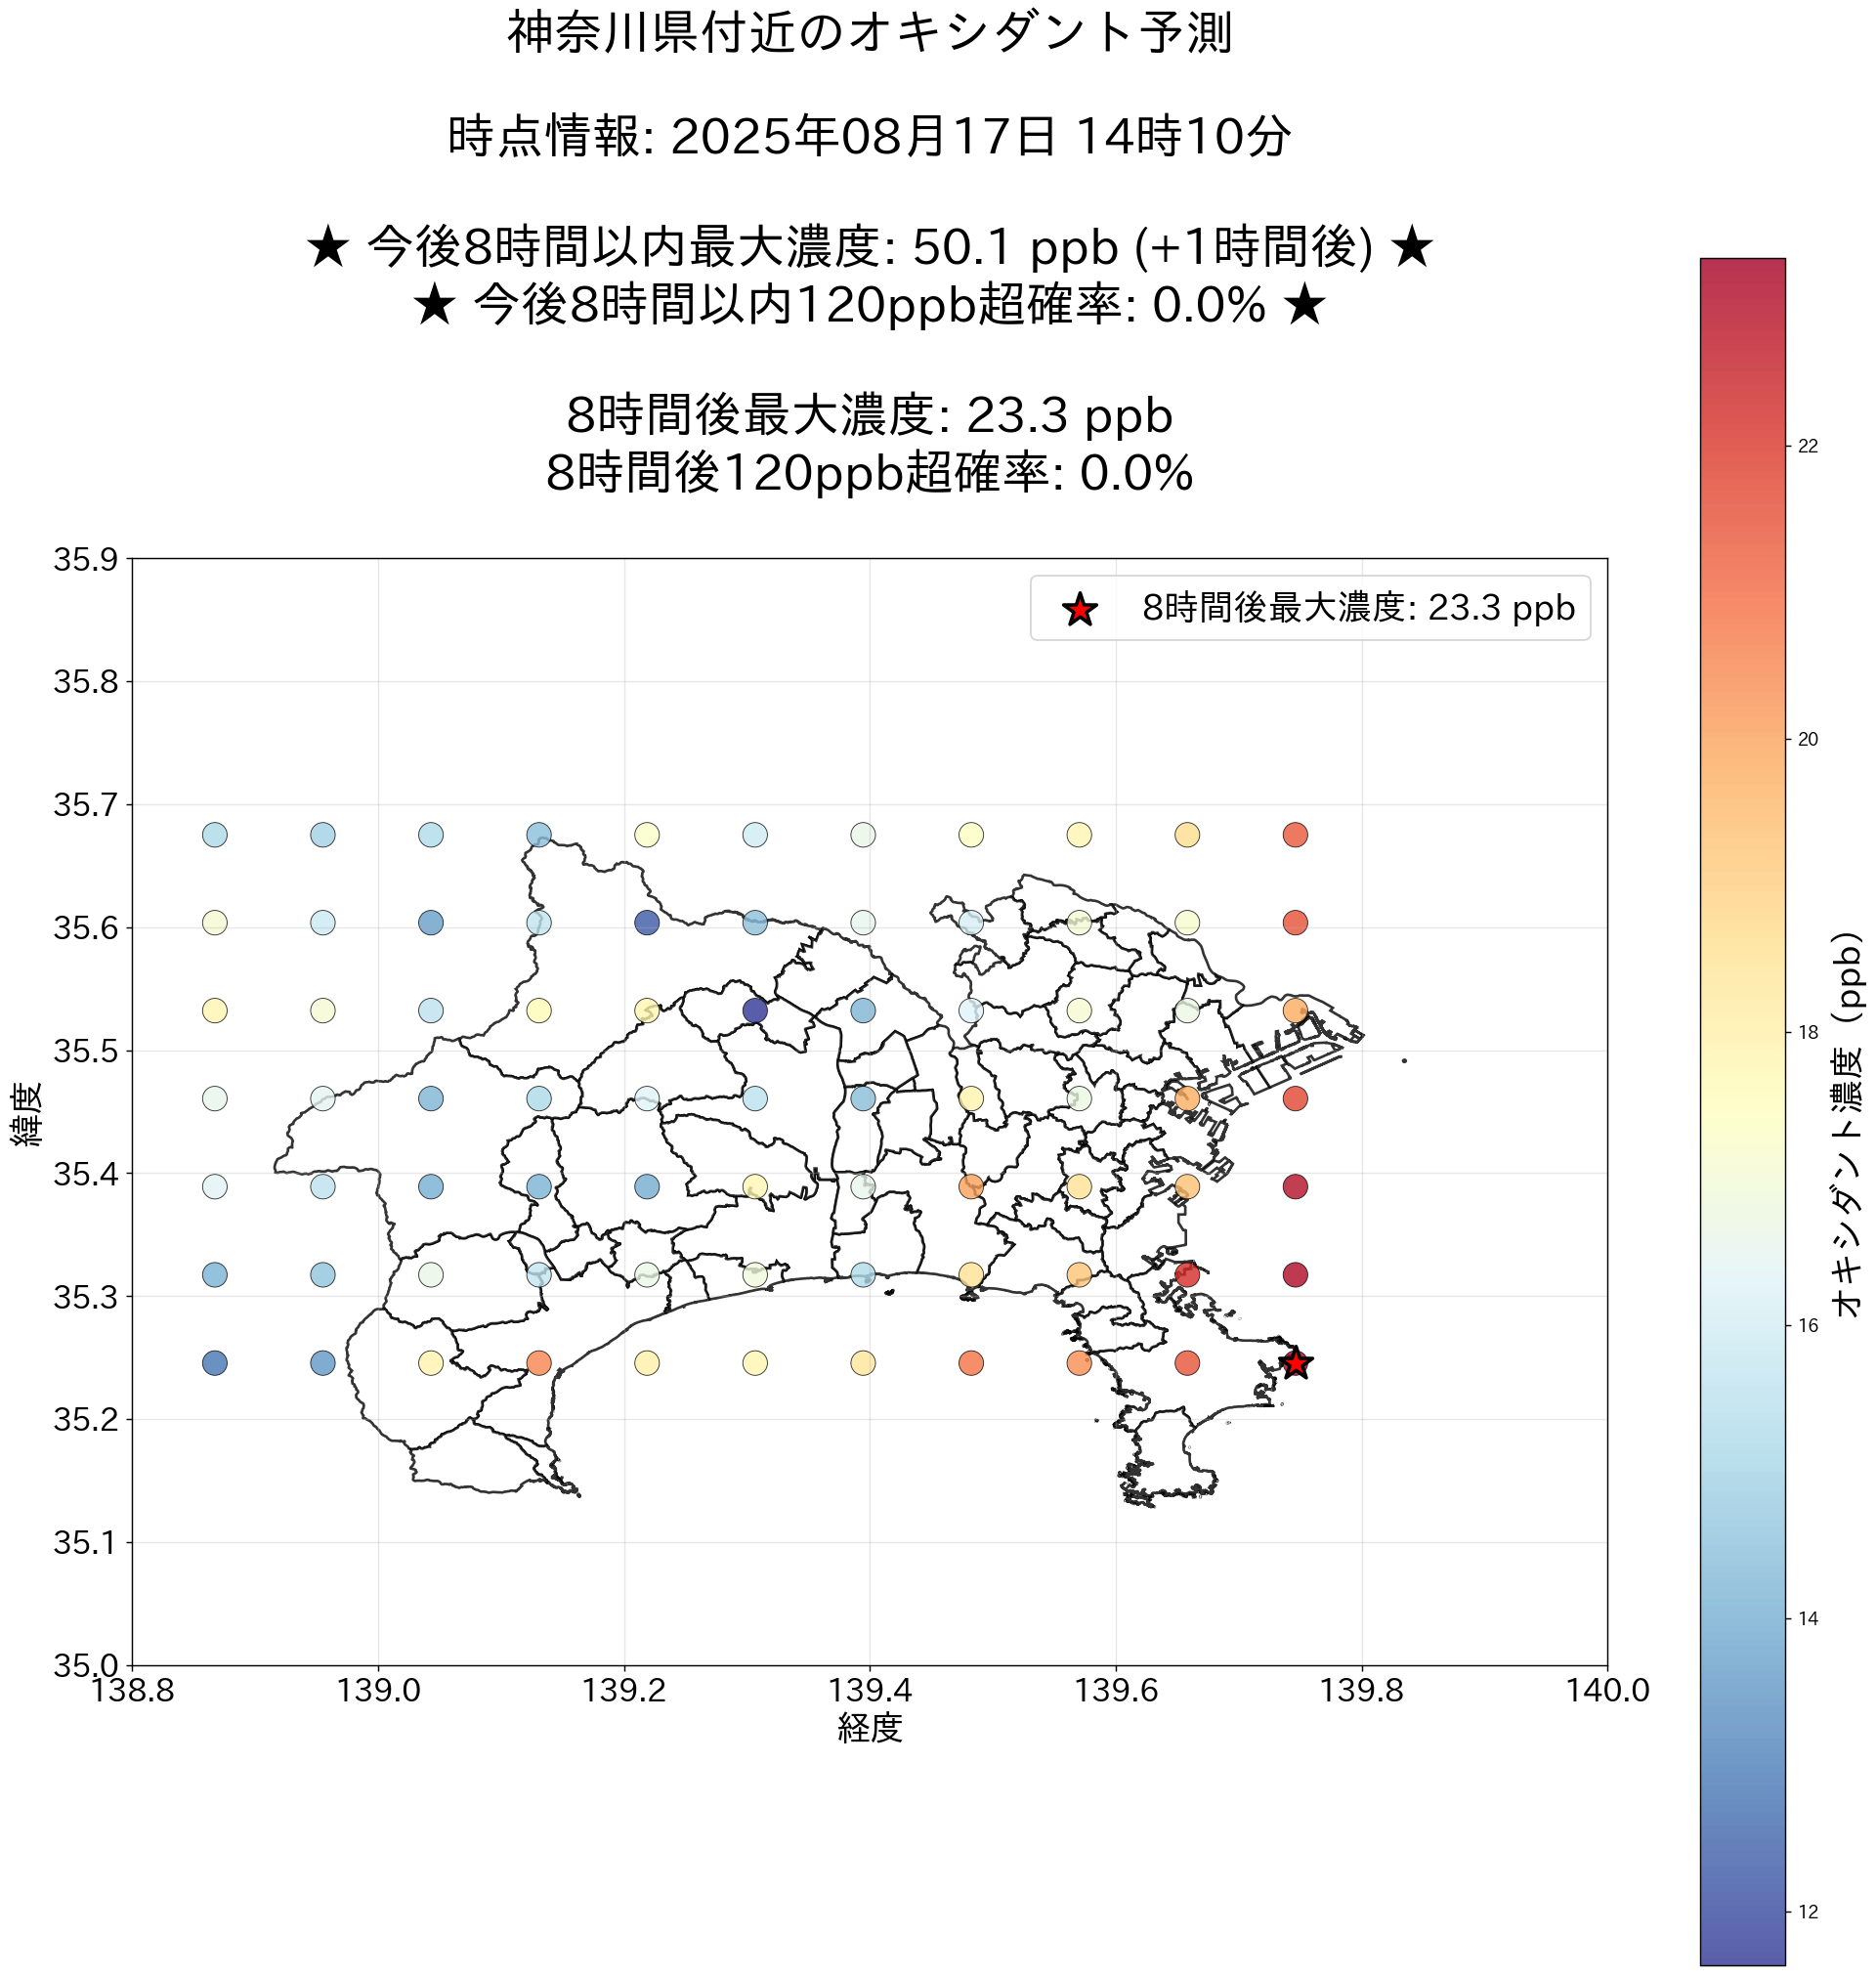 神奈川県付近のオキシダント予測
時点情報: 2025年08月17日 14時10分
★ 今後8時間以内最大濃度: 50.1 ppb (+1時間後) ★
★ 今後8時間以内120ppb超確率: 0.0% ★
8時間後最大濃度: 23.3 ppb
8時間後120ppb超確率: 0.0%
8時間後最大濃度: 23.3 ppb
35.9
35.8
35.7
35.6
35.5
35.4
35.3
35.2
35.1
35.0
緯度
138.8 139.0 139.2 139.4 139.6 139.8 140.0
経度
22
20
18
16
14
12
オキシダント濃度 (ppb)